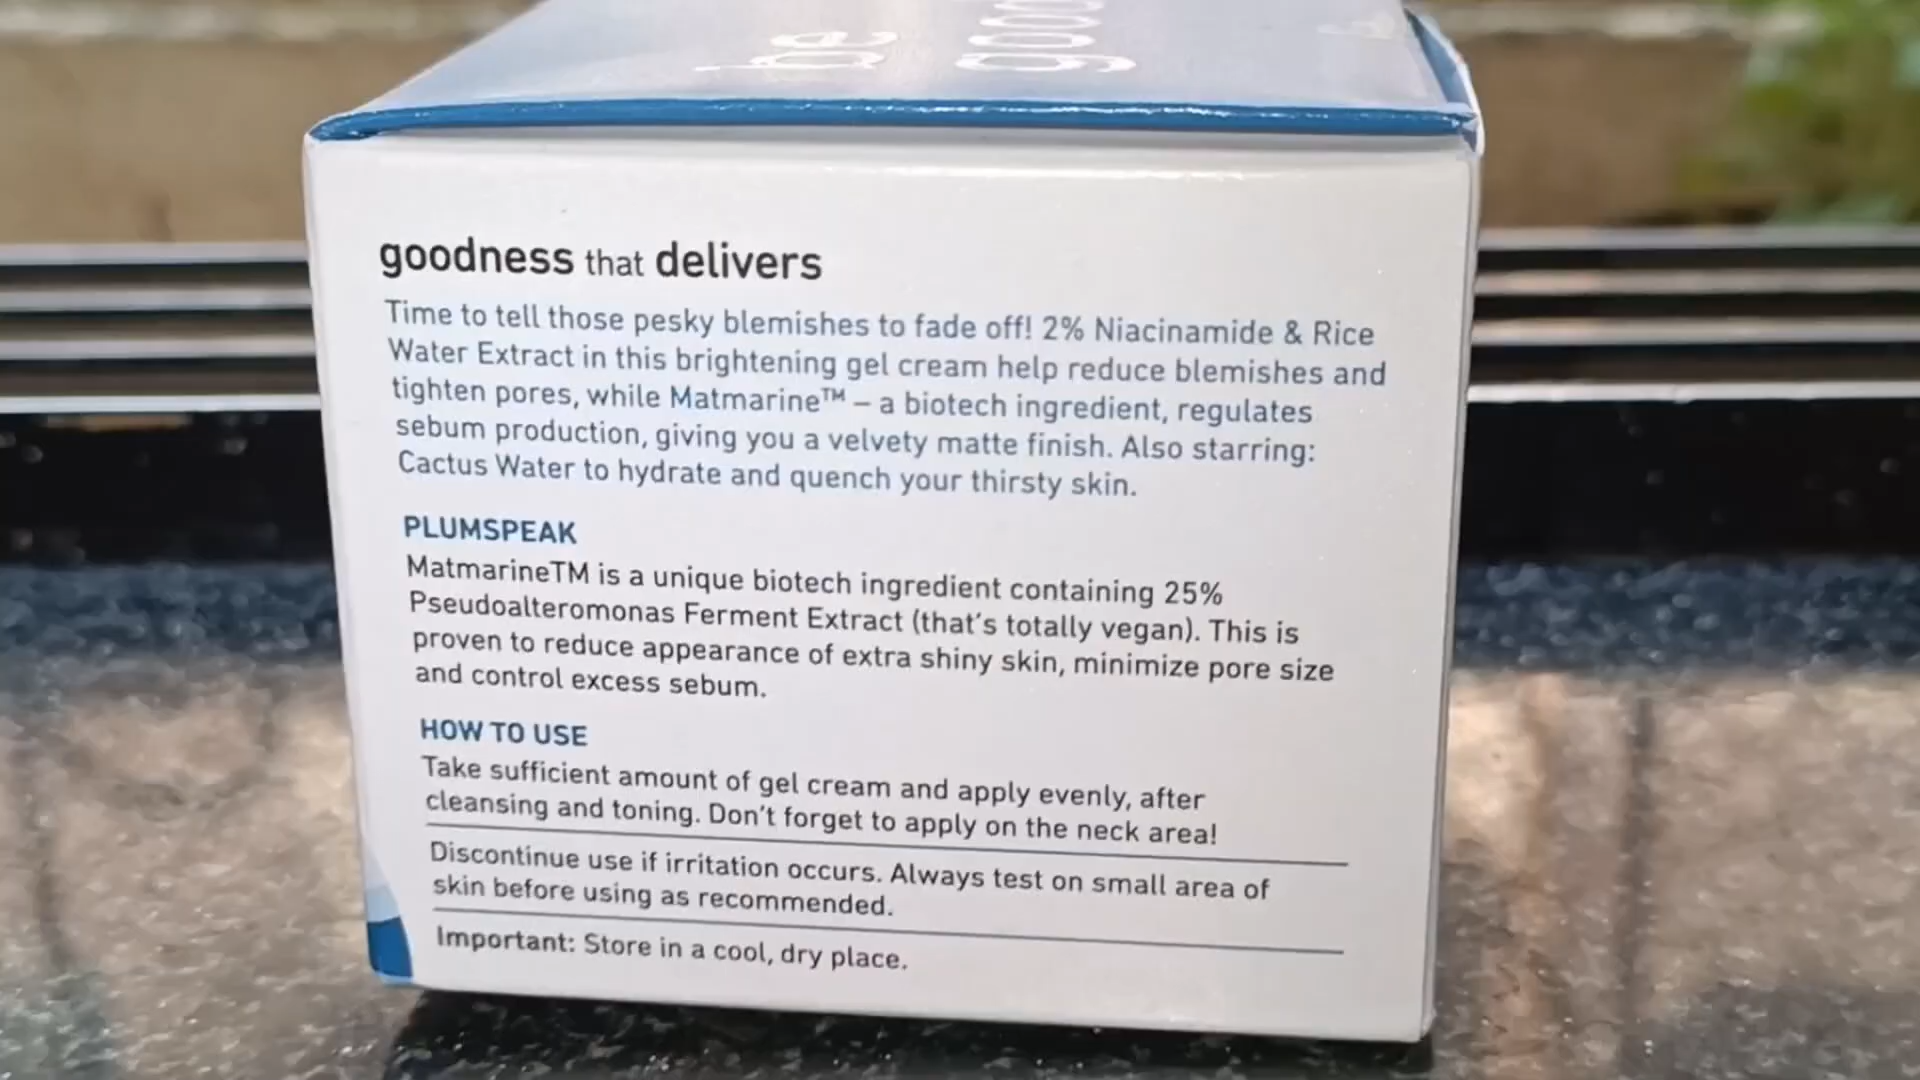 be
good
goodness that delivers
Time to tell those pesky blemishes to fade off! 2% Niacinamide & Rice
Water Extract in this brightening gel cream help reduce blemishes and
tighten pores, while Matmarine™ – a biotech ingredient, regulates
sebum production, giving you a velvety matte finish. Also starring:
Cactus Water to hydrate and quench your thirsty skin.
PLUMSPEAK
MatmarineTM is a unique biotech ingredient containing 25%
Pseudoalteromonas Ferment Extract (that's totally vegan). This is
proven to reduce appearance of extra shiny skin, minimize pore size
and control excess sebum.
HOW TO USE
Take sufficient amount of gel cream and apply evenly, after
cleansing and toning. Don't forget to apply on the neck area!
Discontinue use if irritation occurs. Always test on small area of
skin before using as recommended.
Important: Store in a cool, dry place.